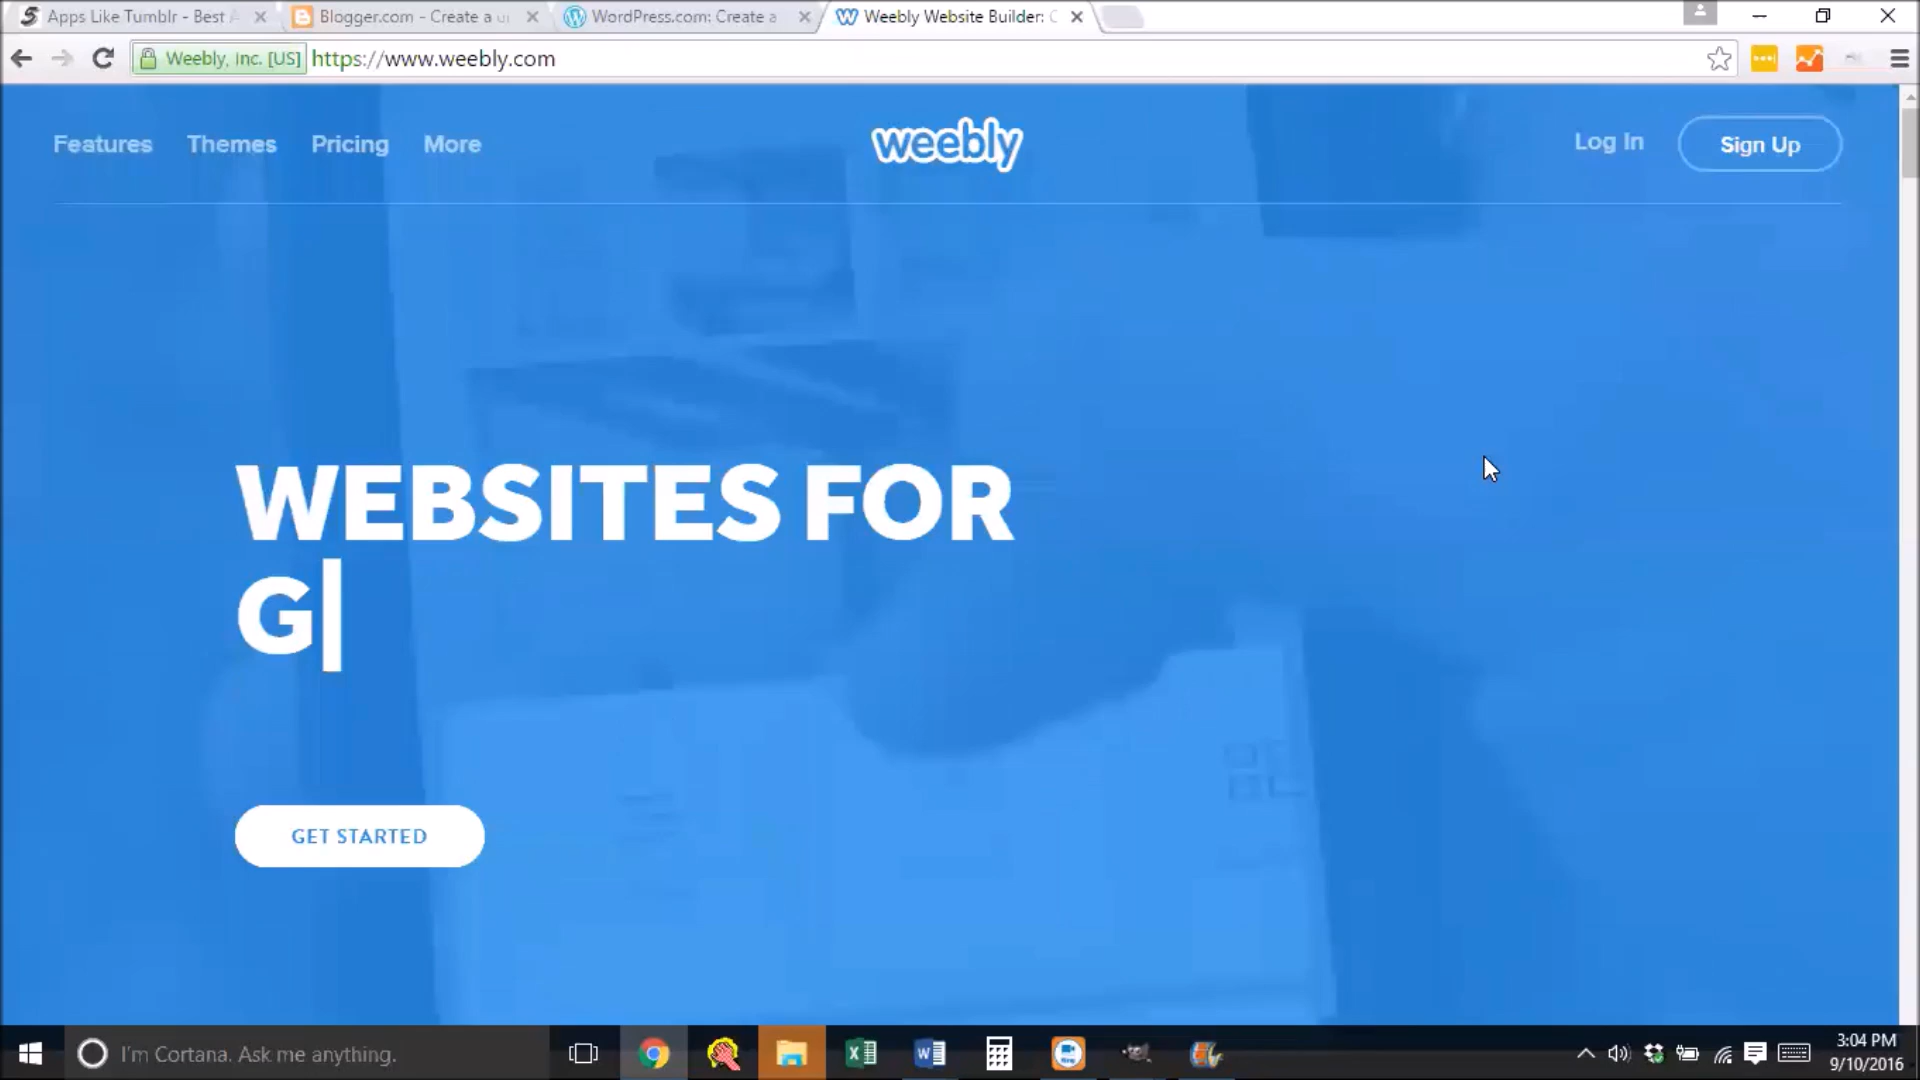 Apps Like Tumblr - Best
Blogger.com - Create a u
WordPress.com: Create a
Weebly Website Builder: C
Weebly, Inc. [US]
https://www.weebly.com
Features
Themes
Pricing
More
weebly
Log In
Sign Up
WEBSITES FOR
G
GET STARTED
I'm Cortana. Ask me anything.
3:04 PM
9/10/2016